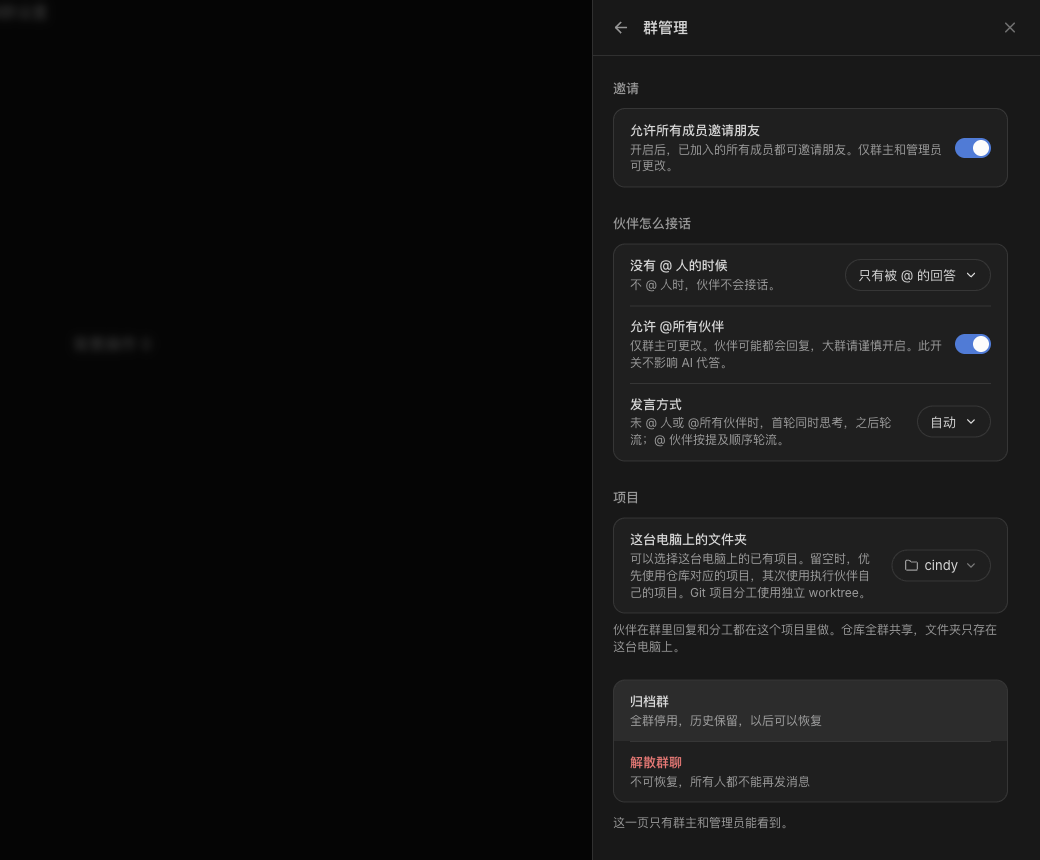 群管理
邀请
允许所有成员邀请朋友
开启后，已加入的所有成员都可邀请朋友。仅群主和管理员
可更改。
伙伴怎么接话
没有 @ 人的时候
不 @ 人时，伙伴不会接话。
只有被 @ 的回答
允许 @所有伙伴
仅群主可更改。伙伴可能都会回复，大群请谨慎开启。此开
关不影响 AI 代答。
发言方式
未 @ 人或 @所有伙伴时，首轮同时思考，之后轮
流；@ 伙伴按提及顺序轮流。
自动
项目
这台电脑上的文件夹
可以选择这台电脑上的已有项目。留空时，优
先使用仓库对应的项目，其次使用执行伙伴自
己的项目。Git 项目分工使用独立 worktree。
cindy
伙伴在群里回复和分工都在这个项目里做。仓库全群共享，文件夹只存在
这台电脑上。
归档群
全群停用，历史保留，以后可以恢复
解散群聊
不可恢复，所有人都不能再发消息
这一页只有群主和管理员能看到。